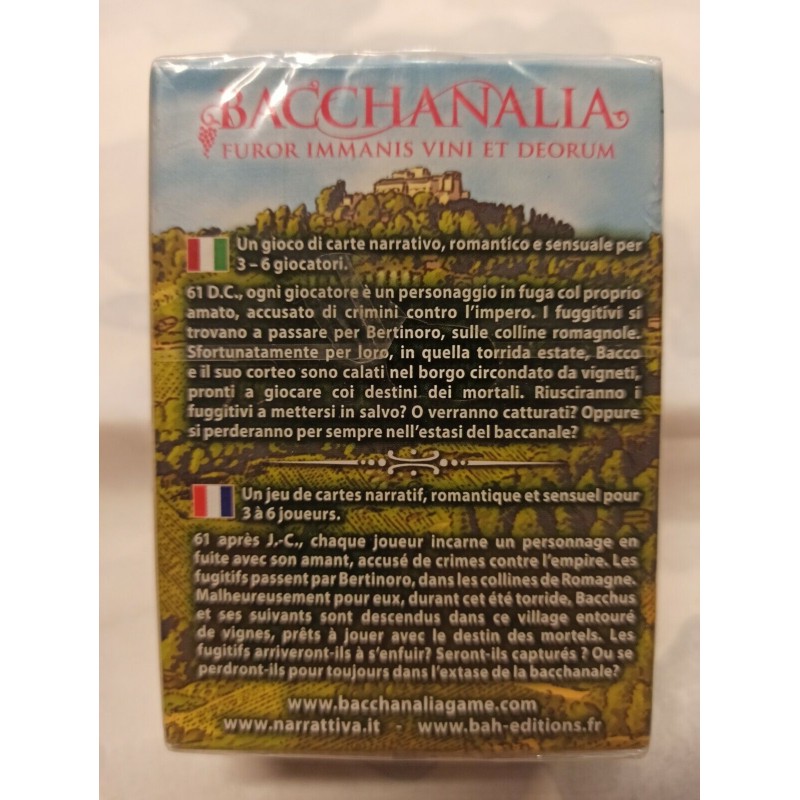 BACCHANALIA
FUROR IMMANIS VINI ET DEORUM
Un gioco di carte narrativo, romantico e sensuale per
3 – 6 giocatori.
61 D.C., ogni giocatore è un personaggio in fuga col proprio
amato, accusato di crimini contro l'impero. I fuggitivi si
trovano a passare per Bertinoro, sulle colline romagnole.
Sfortunatamente per loro, in quella torrida estate, Bacco
e il suo corteo sono calati nel borgo circondato da vigneti,
pronti a giocare coi destini dei mortali. Riusciranno i
fuggitivi a mettersi in salvo? O verranno catturati? Oppure
si perderanno per sempre nell'estasi del baccanale?
Un jeu de cartes narratif, romantique et sensuel pour
3 à 6 joueurs.
61 après J.-C., chaque joueur incarne un personnage en
fuite avec son amant, accusé de crimes contre l'empire. Les
fugitifs passent par Bertinoro, dans les collines de Romagne.
Malheureusement pour eux, durant cet été torride, Bacchus
et ses suivants sont descendus dans ce village entouré
de vignes, prêts à jouer avec le destin des mortels. Les
fugitifs arriveront-ils à s'enfuir? Seront-ils capturés ? Ou se
perdront-ils pour toujours dans l'extase de la bacchanale?
www.bacchanaliagame.com
www.narrattiva.it - www.bah-editions.fr